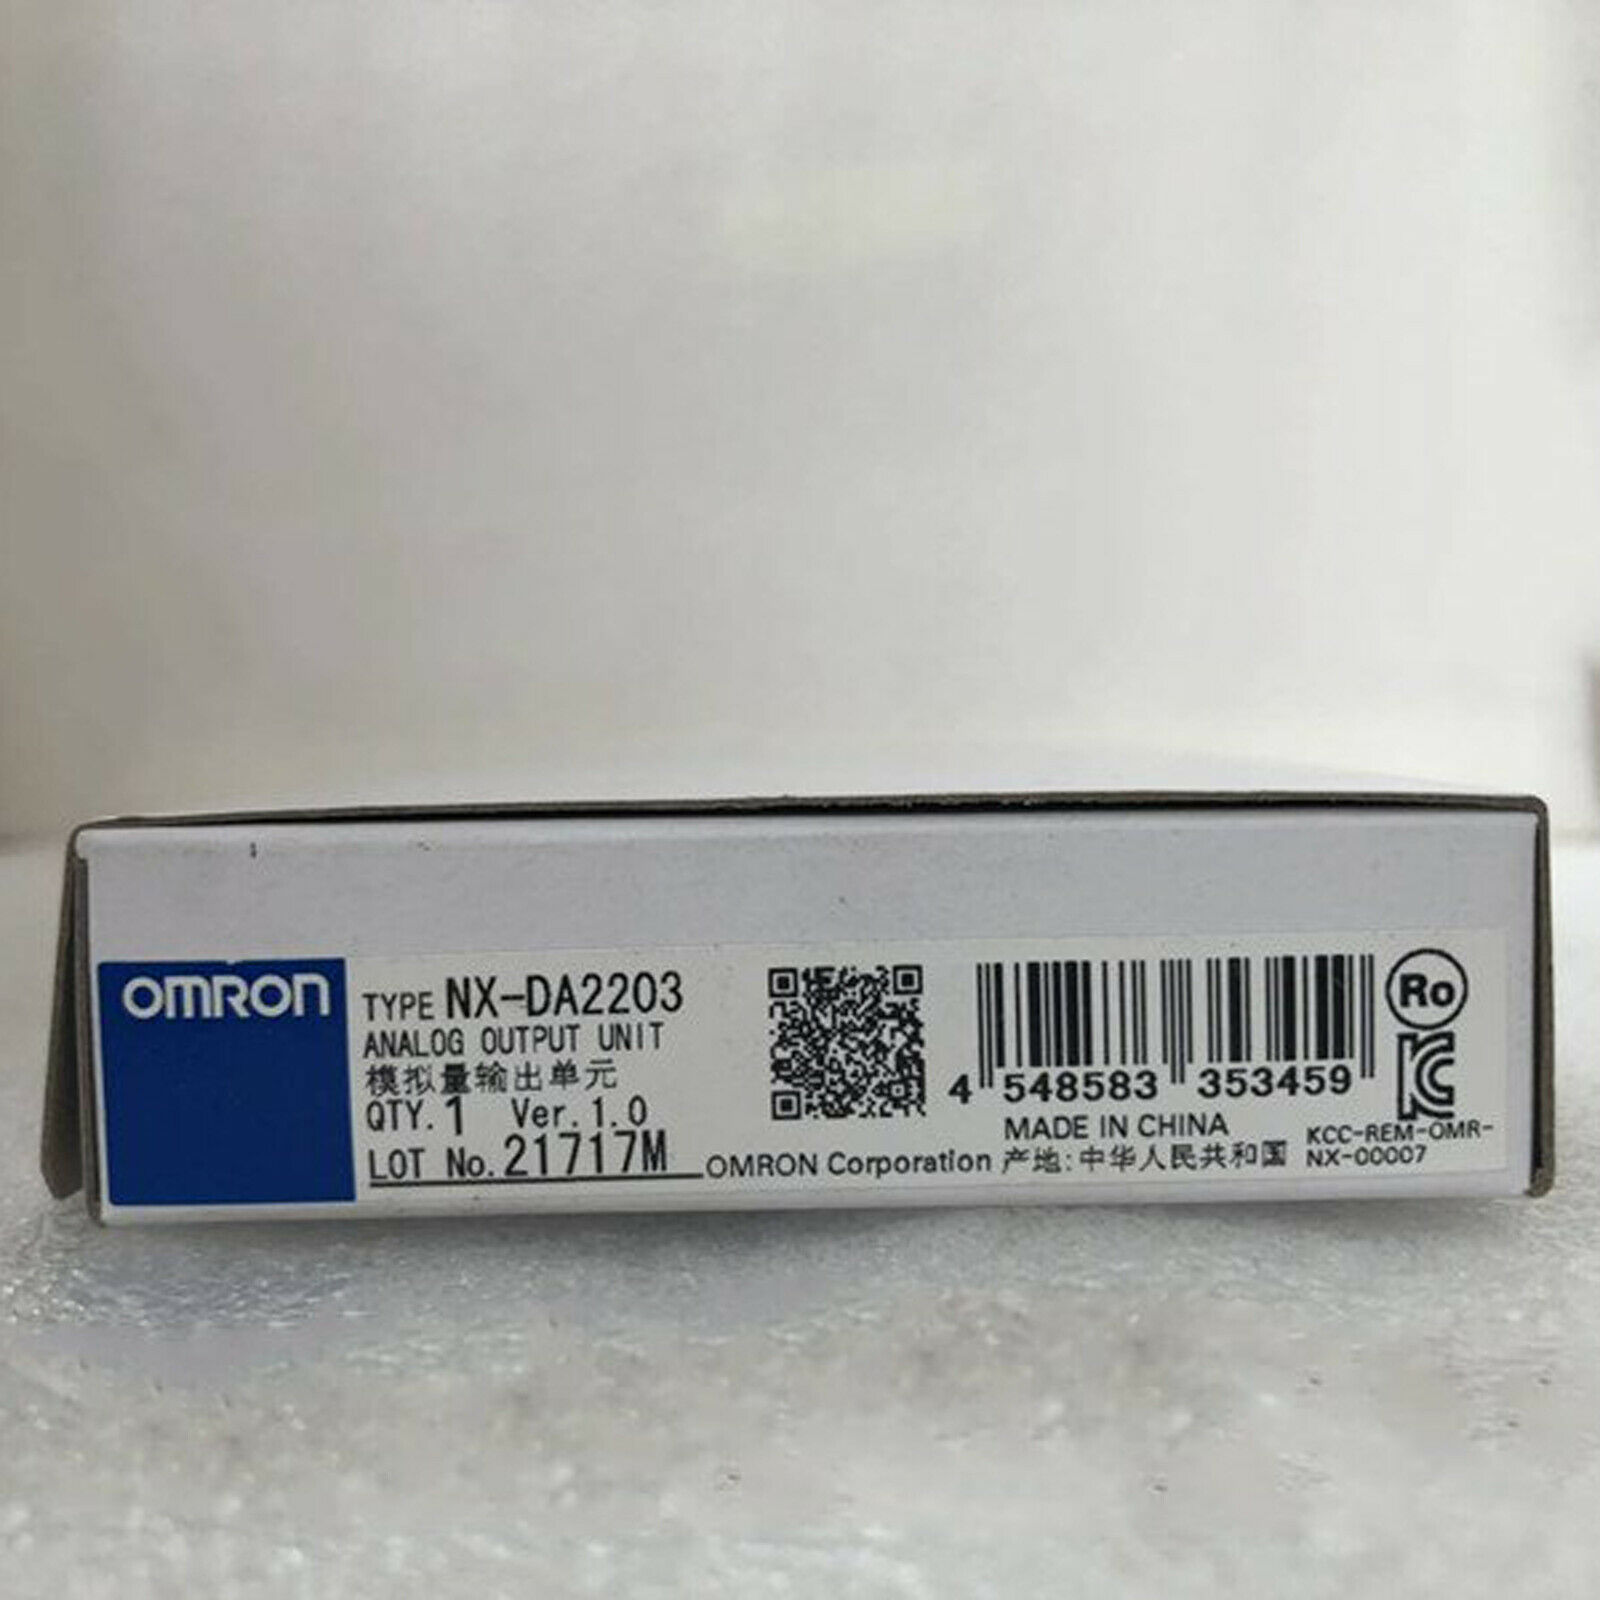 OMRON
TYPE NX-DA2203
ANALOG OUTPUT UNIT
模拟量输出单元
QTY. 1 Ver.1.0
LOT No. 21717M
OMRON Corporation
4 548583 353459
MADE IN CHINA
产地:中华人民共和国
Ro
KC
KCC-REM-OMR-
NX-00007